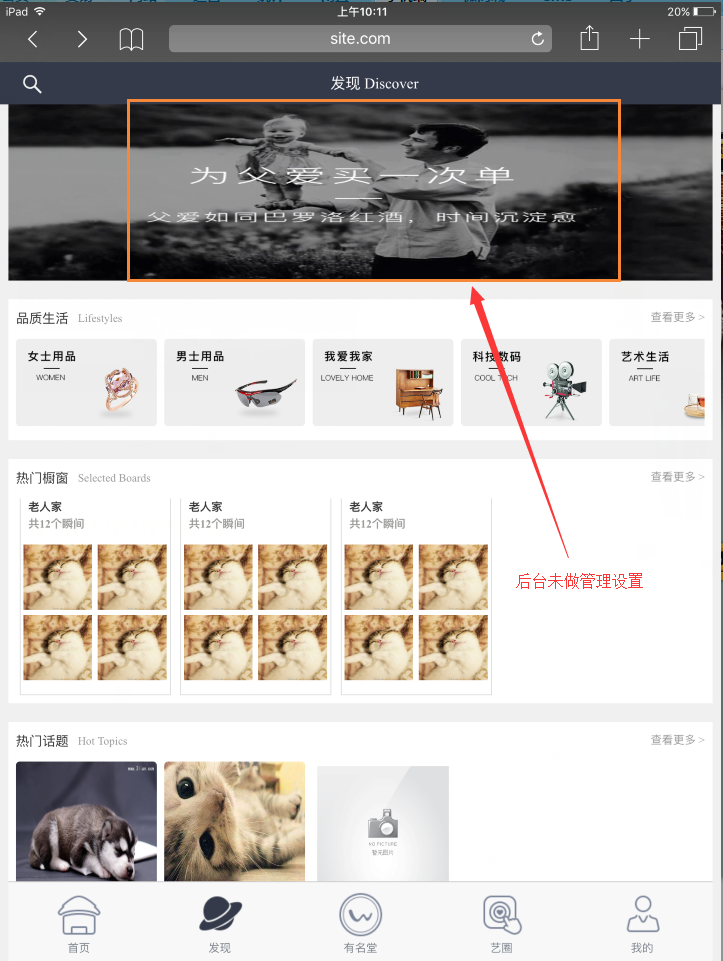 iPad 上午10:11 20%
site.com
发现 Discover
为父爱买一次单
父爱如同巴罗洛红酒，时间沉淀愈
品质生活 Lifestyles 查看更多 >
女士用品 男士用品 我爱我家 科技数码 艺术生活
WOMEN MEN LOVELY HOME COOL TECH ART LIFE
热门橱窗 Selected Boards 查看更多 >
老人家 老人家 老人家
共12个瞬间 共12个瞬间 共12个瞬间
后台未做管理设置
热门话题 Hot Topics 查看更多 >
NO PICTURE
暂无图片
首页 发现 有名堂 艺圈 我的